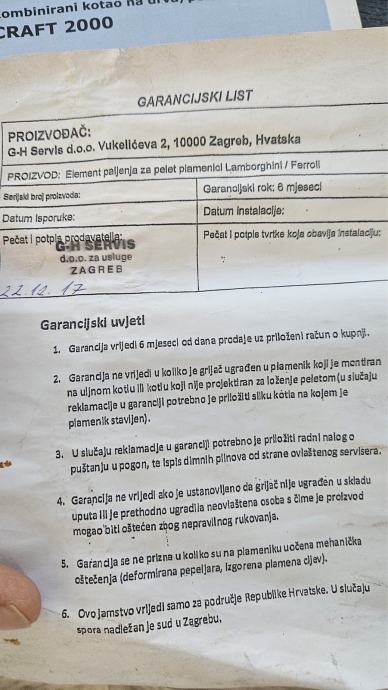 ombinirani kotao na
CRAFT 2000
GARANCIJSKI LIST
PROIZVOĐAČ:
G-H Servis d.o.o. Vukelićeva 2, 10000 Zagreb, Hvatska
PROIZVOD: Element paljenja za pelet plamenici Lamborghini / Ferroli
Serijski broj proizvoda:
Garancijski rok: 6 mjeseci
Datum isporuke:
Datum instalacije:
Pečat i potpis prodavatelja:
Pečat i potpis tvrtke koja obavlja instalaciju:
G-H SERVIS
d.o.o. za usluge
ZAGREB
22.12.17
Garancijski uvjeti
1. Garancija vrijedi 6 mjeseci od dana prodaje uz priloženi račun o kupnji.
2. Garancija ne vrijedi u koliko je grijač ugrađen u plamenik koji je montiran
na uljnom kotlu ili kotlu koji nije projektiran za loženje peletom (u slučaju
reklamacije u garanciji potrebno je priložiti sliku kotla na kojem je
plamenik stavljen).
3. U slučaju reklamacije u garanciji potrebno je priložiti radni nalog o
puštanju u pogon, te ispis dimnih plinova od strane ovlaštenog servisera.
4. Garancija ne vrijedi ako je ustanovljeno da grijač nije ugrađen u skladu
uputa ili je prethodno ugradila neovlaštena osoba s čime je proizvod
mogao biti oštećen zbog nepravilnog rukovanja.
5. Garancija se ne prizna u koliko su na plameniku uočena mehanička
oštećenja (deformirana pepeljara, izgorena plamena cijev).
6. Ovo jamstvo vrijedi samo za područje Republike Hrvatske. U slučaju
spora nadležan je sud u Zagrebu.